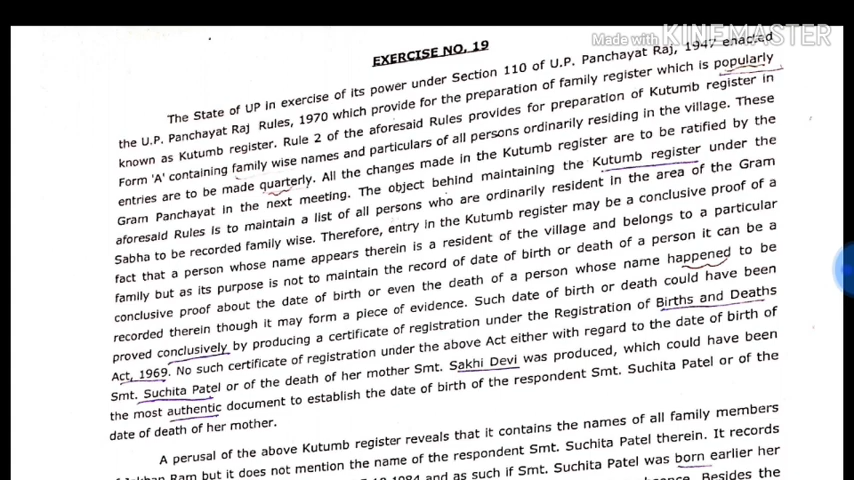 Made with KINEMASTER
EXERCISE NO. 19
The State of UP in exercise of its power under Section 110 of U.P. Panchayat Raj, 1947 enacted
the U.P. Panchayat Raj Rules, 1970 which provide for the preparation of family register which is popularly
known as Kutumb register. Rule 2 of the aforesaid Rules provides for preparation of Kutumb register in
Form 'A' containing family wise names and particulars of all persons ordinarily residing in the village. These
entries are to be made quarterly. All the changes made in the Kutumb register are to be ratified by the
Gram Panchayat in the next meeting. The object behind maintaining the Kutumb register under the
aforesaid Rules is to maintain a list of all persons who are ordinarily resident in the area of the Gram
Sabha to be recorded family wise. Therefore, entry in the Kutumb register may be a conclusive proof of a
fact that a person whose name appears therein is a resident of the village and belongs to a particular
family but as its purpose is not to maintain the record of date of birth or death of a person it can be a
conclusive proof about the date of birth or even the death of a person whose name happened to be
recorded therein though it may form a piece of evidence. Such date of birth or death could have been
proved conclusively by producing a certificate of registration under the Registration of Births and Deaths
Act, 1969. No such certificate of registration under the above Act either with regard to the date of birth of
Smt. Suchita Patel or of the death of her mother Smt. Sakhi Devi was produced, which could have been
the most authentic document to establish the date of birth of the respondent Smt. Suchita Patel or of the
date of death of her mother.
A perusal of the above Kutumb register reveals that it contains the names of all family members
Ram but it does not mention the name of the respondent Smt. Suchita Patel therein. It records
1984 and as such if Smt. Suchita Patel was born earlier her
Besides the